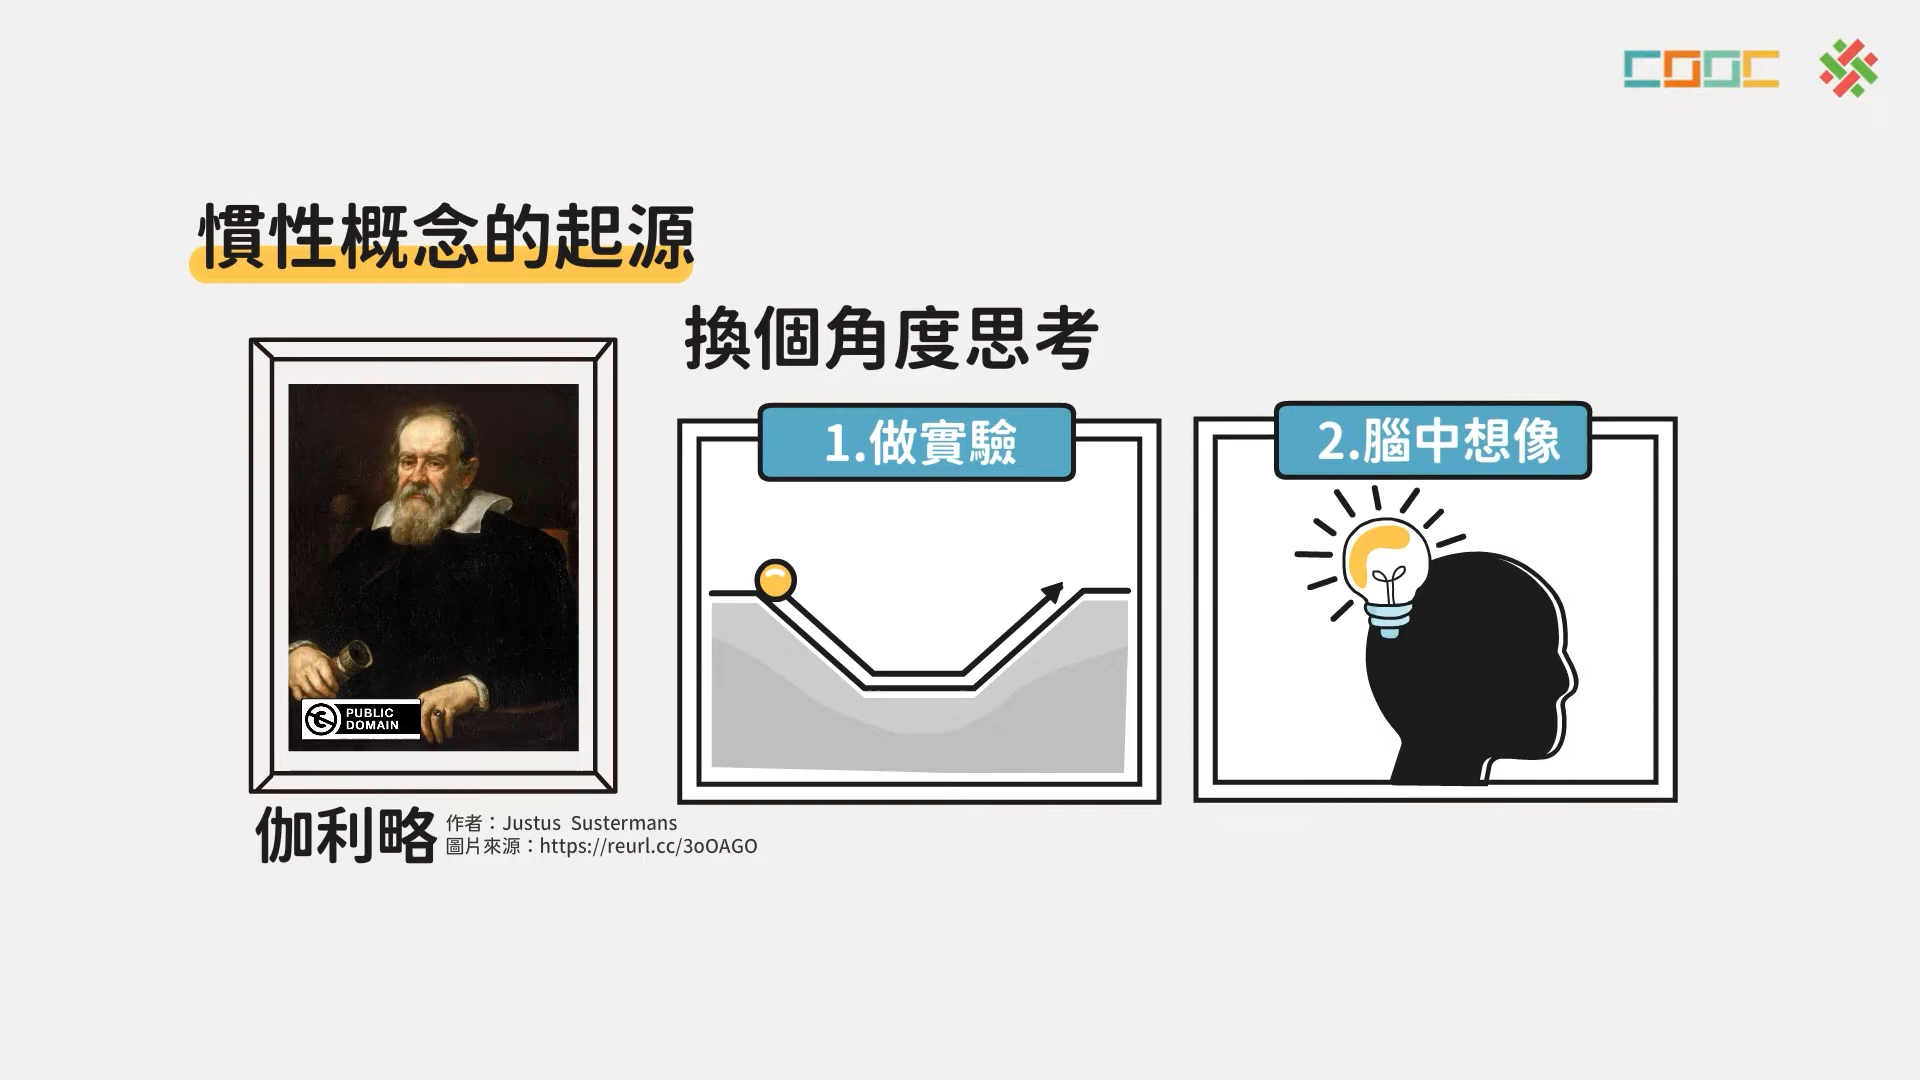 COOC
慣性概念的起源
換個角度思考
1.做實驗
2.腦中想像
PUBLIC
DOMAIN
伽利略
作者：Justus Sustermans
圖片來源：https://reurl.cc/3oOAGO